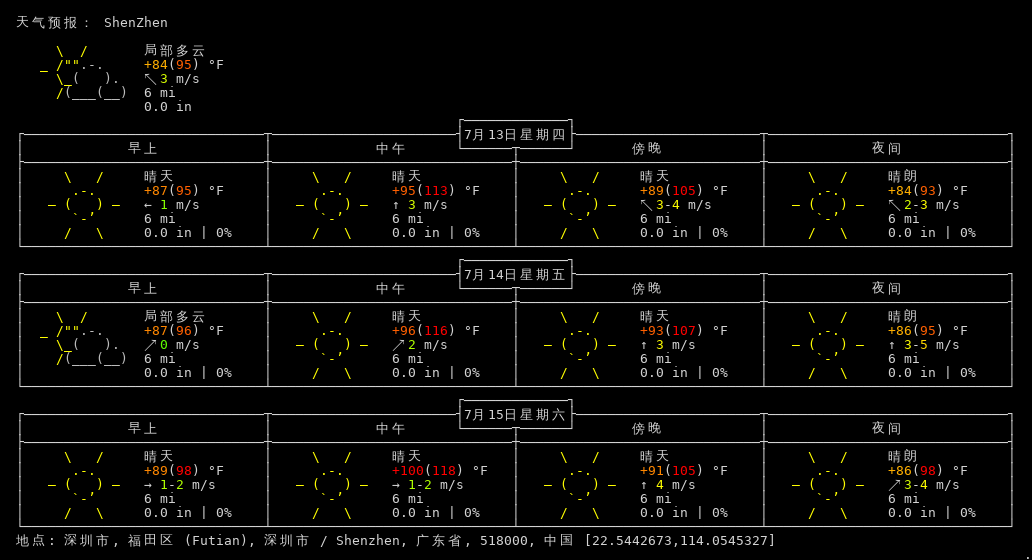 天气预报： ShenZhen
局部多云
+84(95) °F
↖ 3 m/s
6 mi
0.0 in
7月13日星期四
早上 中午 傍晚 夜间
晴天 晴天 晴天 晴朗
+87(95) °F +95(113) °F +89(105) °F +84(93) °F
← 1 m/s ↑ 3 m/s ↖ 3-4 m/s ↖ 2-3 m/s
6 mi 6 mi 6 mi 6 mi
0.0 in | 0% 0.0 in | 0% 0.0 in | 0% 0.0 in | 0%
7月14日星期五
早上 中午 傍晚 夜间
局部多云 晴天 晴天 晴朗
+87(96) °F +96(116) °F +93(107) °F +86(95) °F
↗ 0 m/s ↗ 2 m/s ↑ 3 m/s ↑ 3-5 m/s
6 mi 6 mi 6 mi 6 mi
0.0 in | 0% 0.0 in | 0% 0.0 in | 0% 0.0 in | 0%
7月15日星期六
早上 中午 傍晚 夜间
晴天 晴天 晴天 晴朗
+89(98) °F +100(118) °F +91(105) °F +86(98) °F
→ 1-2 m/s → 1-2 m/s ↑ 4 m/s ↗ 3-4 m/s
6 mi 6 mi 6 mi 6 mi
0.0 in | 0% 0.0 in | 0% 0.0 in | 0% 0.0 in | 0%
地点: 深圳市, 福田区 (Futian), 深圳市 / Shenzhen, 广东省, 518000, 中国 [22.5442673,114.0545327]